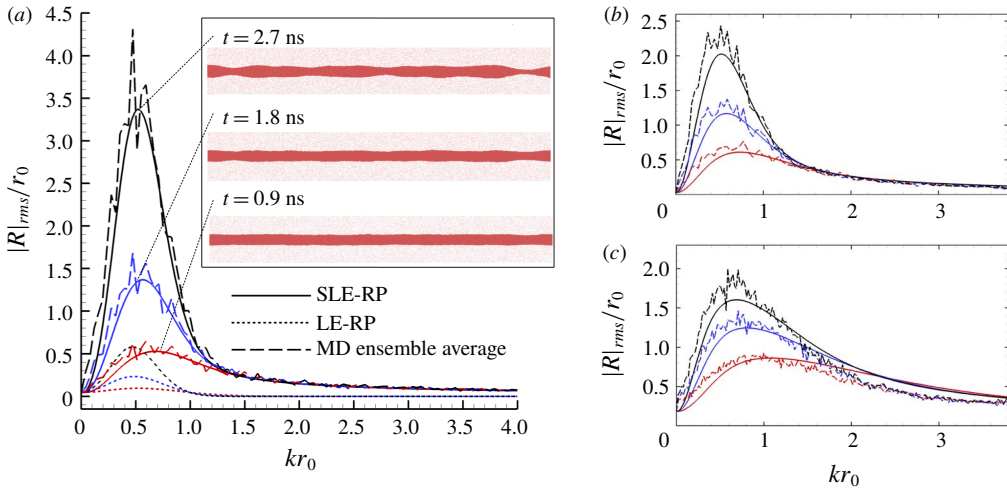 (a)
4.5
4.0
3.5
3.0
2.5
2.0
1.5
1.0
0.5
0
|R|rms/r0
t = 2.7 ns
t = 1.8 ns
t = 0.9 ns
SLE-RP
LE-RP
MD ensemble average
0 0.5 1.0 1.5 2.0 2.5 3.0 3.5 4.0
kr0
(b)
2.5
2.0
1.5
1.0
0.5
|R|rms/r0
0 1 2 3
(c)
2.0
1.5
1.0
0.5
|R|rms/r0
0 1 2 3
kr0